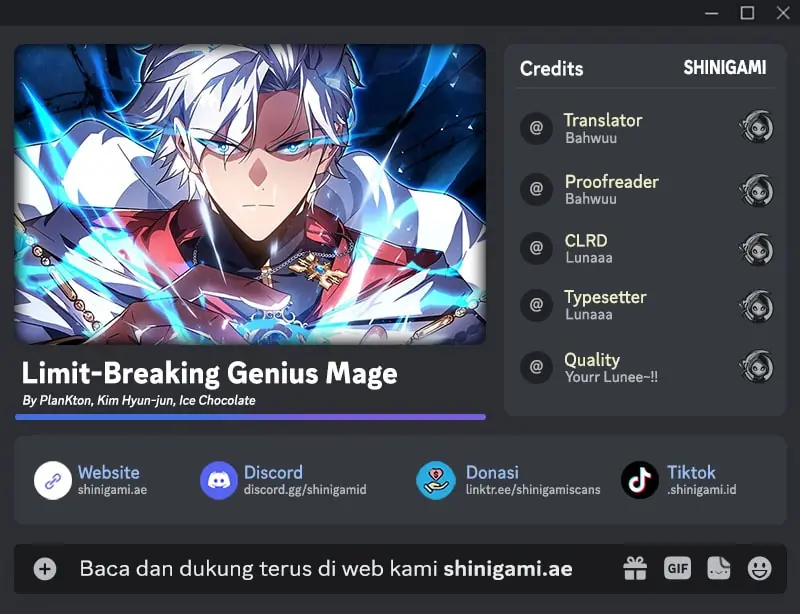 Limit-Breaking Genius Mage
By PlanKton, Kim Hyun-jun, Ice Chocolate
Credits
SHINIGAMI
@
Translator
Bahwuu
@
Proofreader
Bahwuu
@
CLRD
Lunaaa
@
Typesetter
Lunaaa
@
Quality
Yourr Lunee~!!
Website
shinigami.ae
Discord
discord.gg/shinigamid
Donasi
linktr.ee/shinigamiscans
Tiktok
.shinigami.id
Baca dan dukung terus di web kami shinigami.ae
GIF